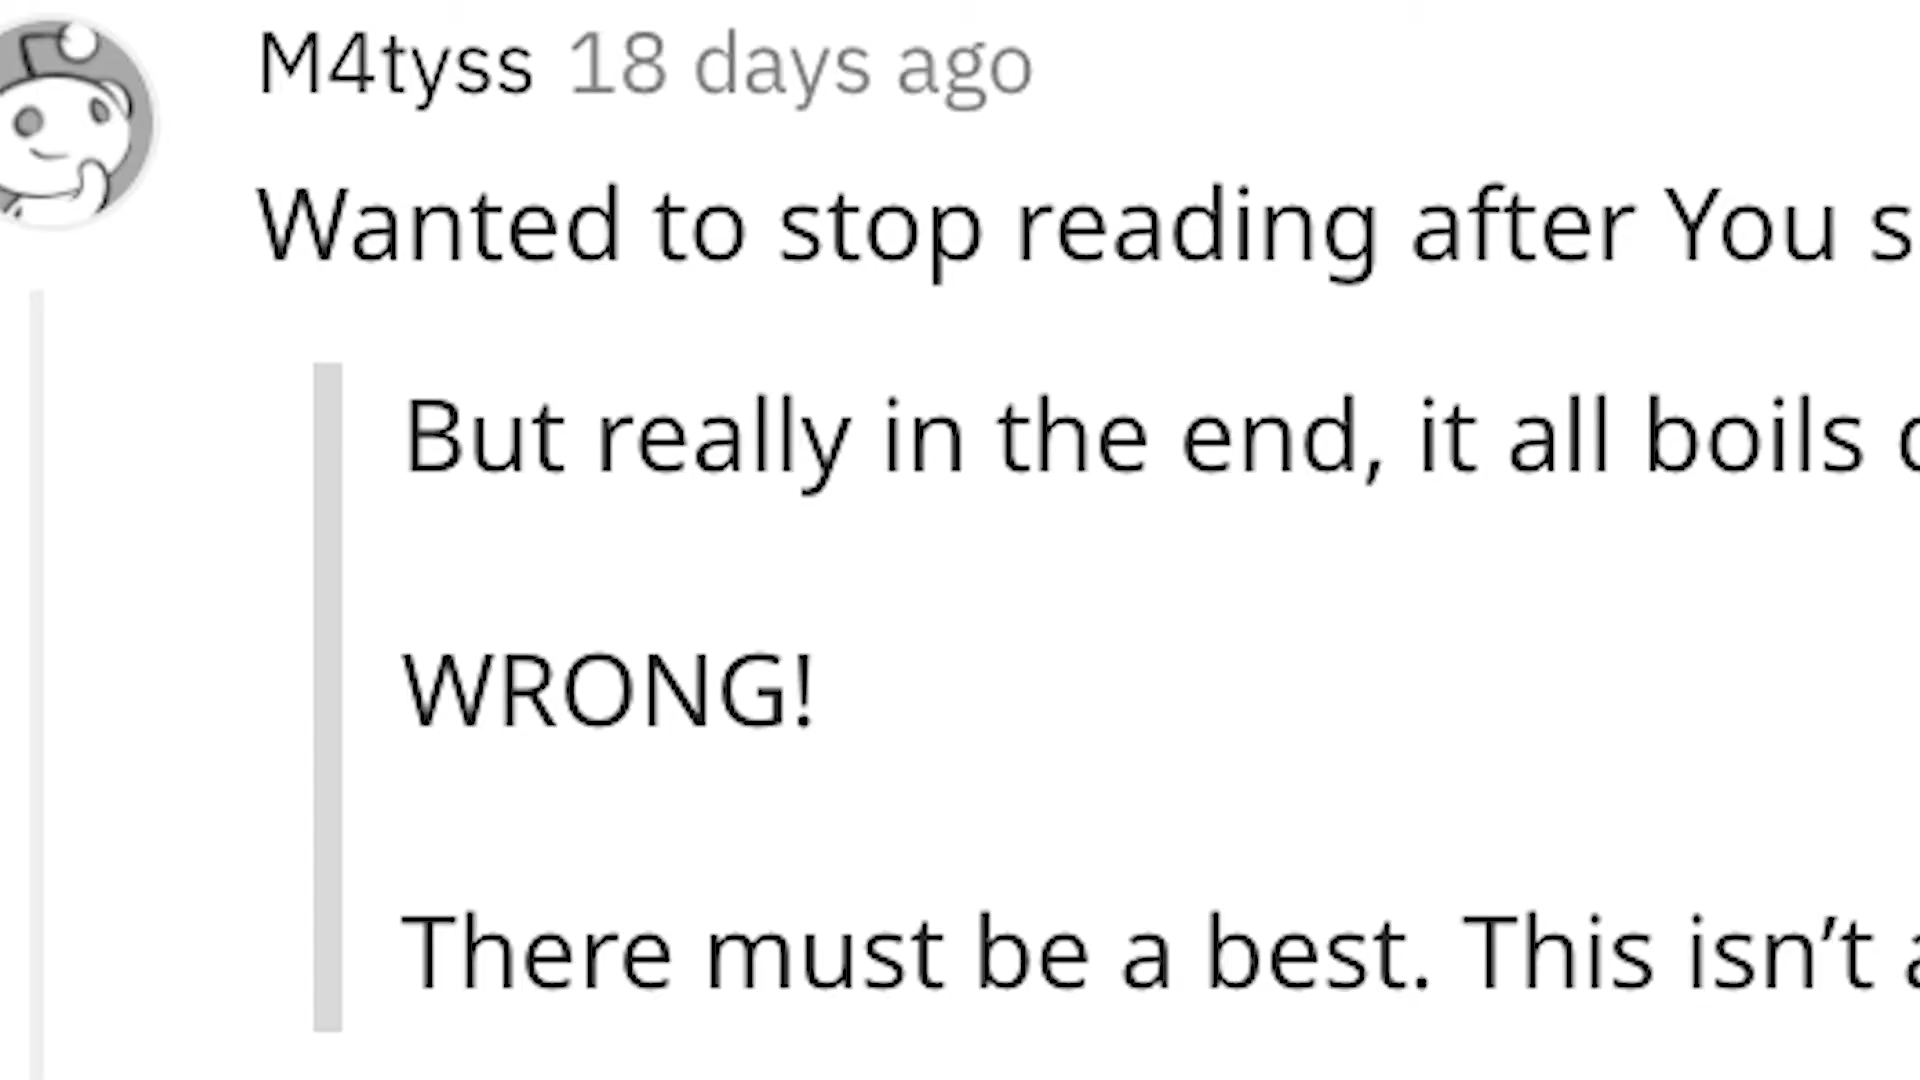 M4tyss 18 days ago
Wanted to stop reading after You s
But really in the end, it all boils
WRONG!
There must be a best. This isn’t a